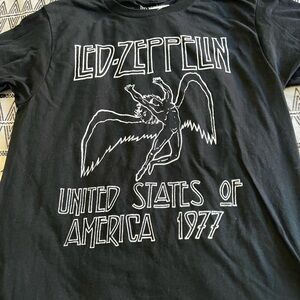 LED-ZEPPELIN
UNITED STATES OF
AMERICA 1977